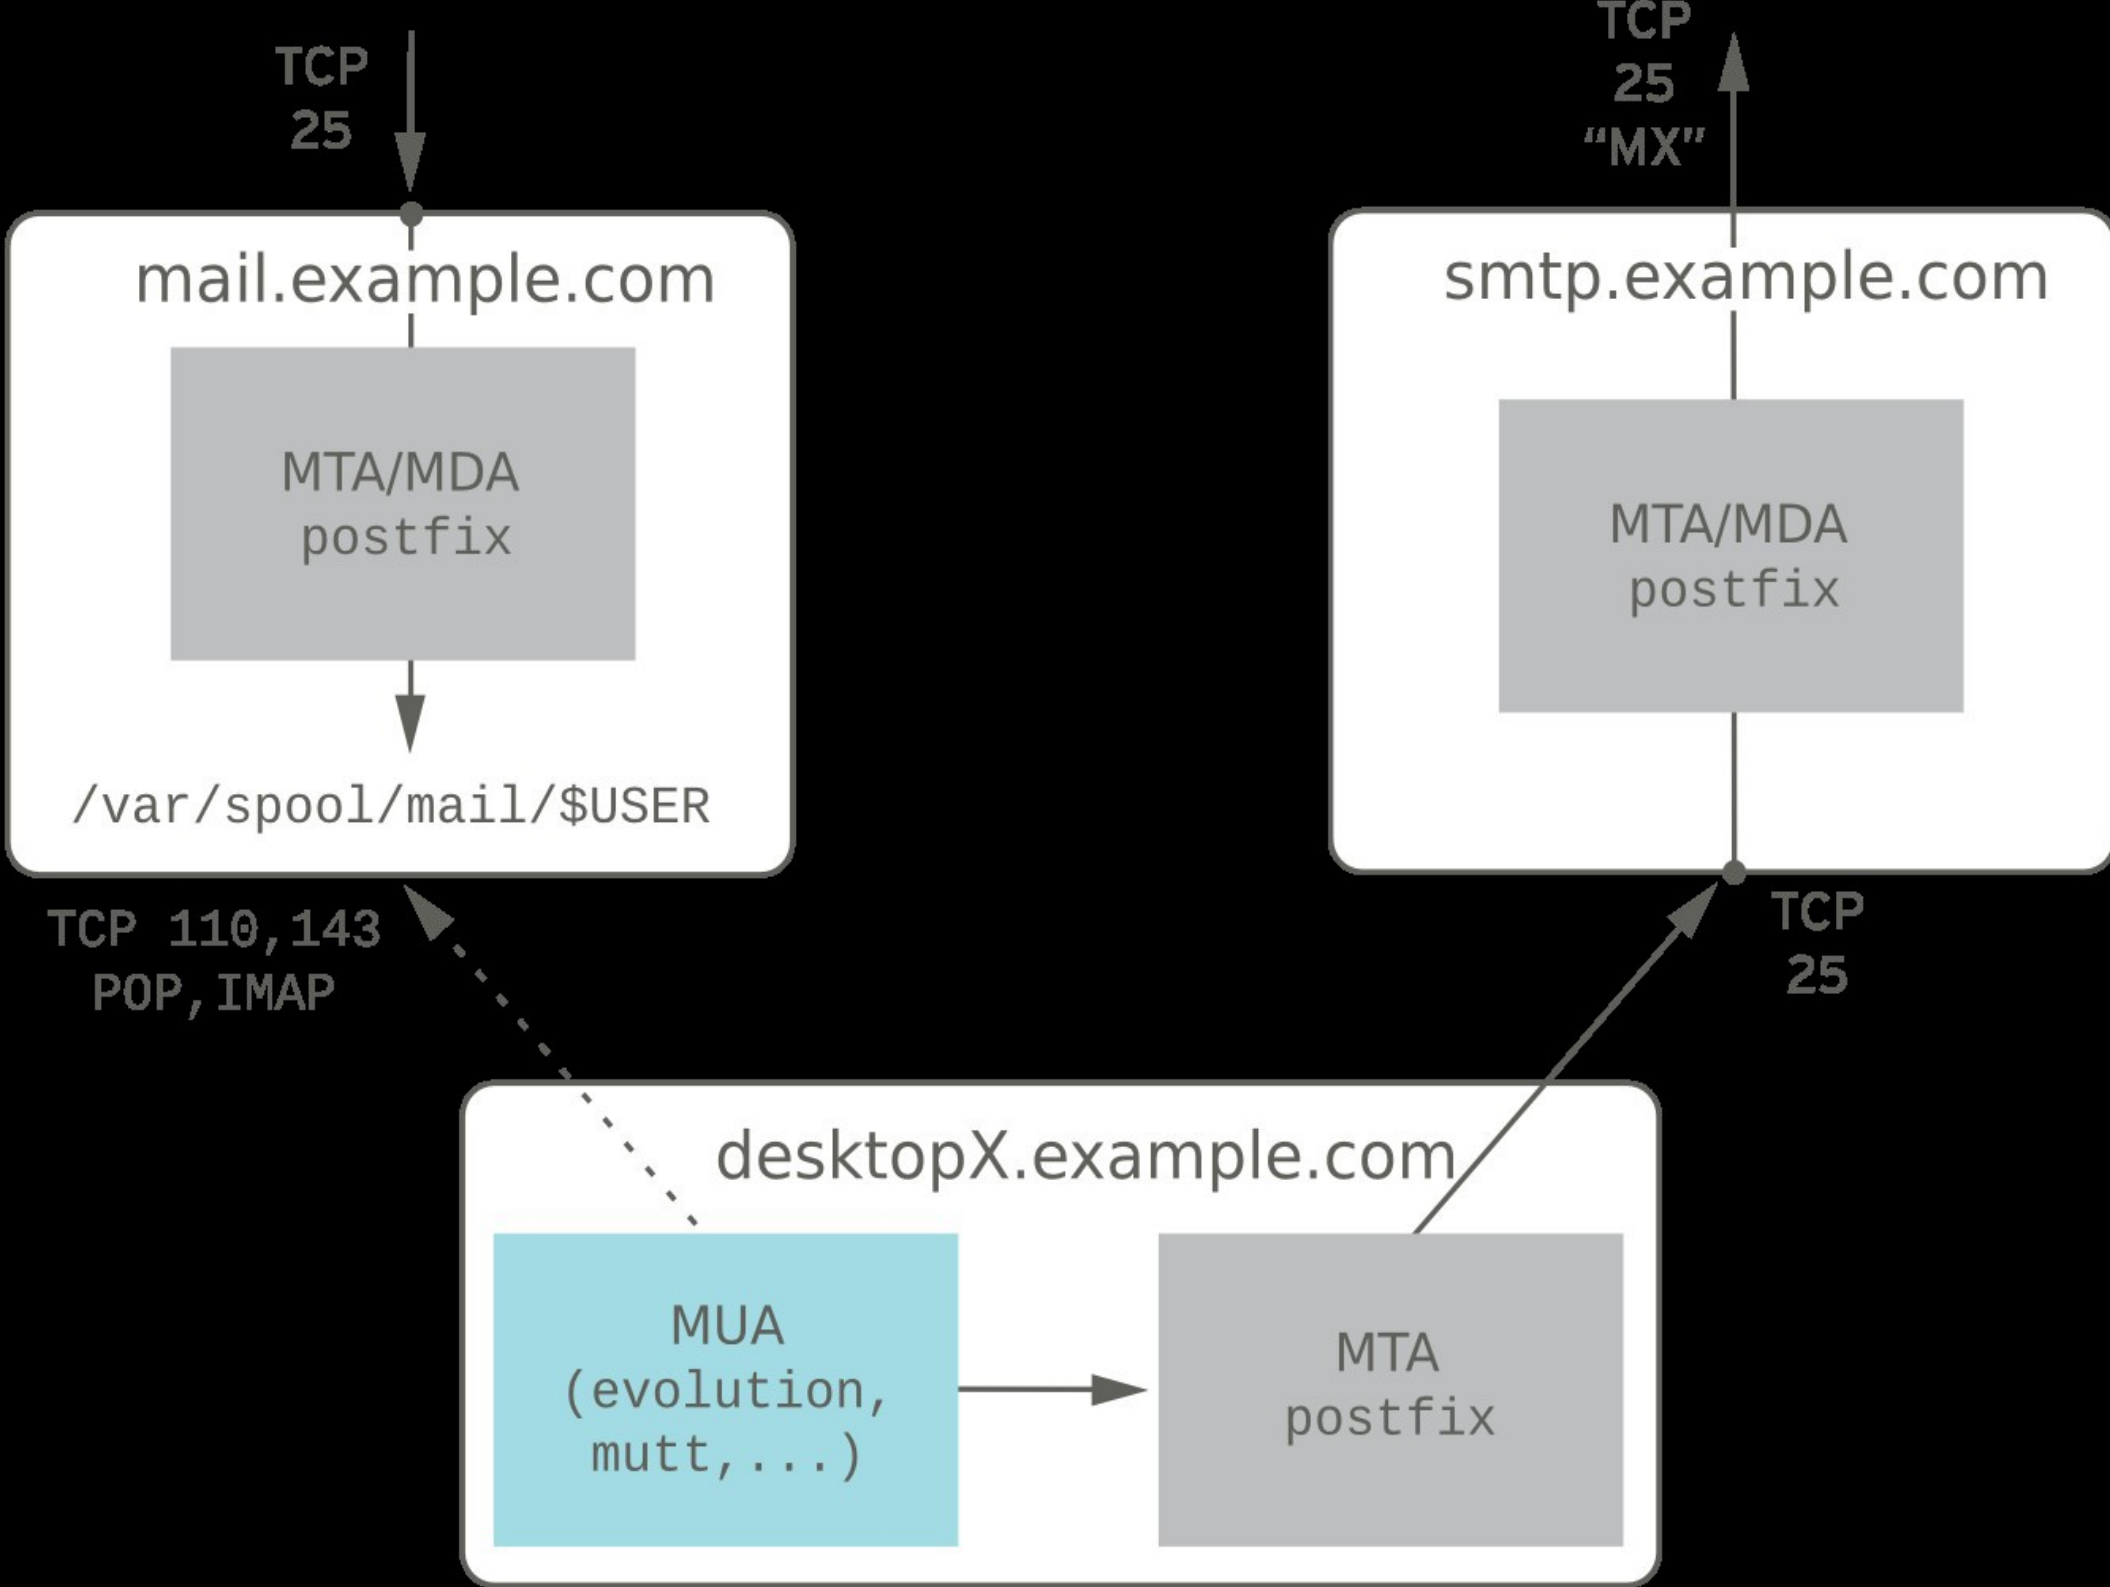 TCP
25
TCP
25
“MX”
mail.example.com
MTA/MDA
postfix
/var/spool/mail/$USER
smtp.example.com
MTA/MDA
postfix
TCP 110,143
POP,IMAP
TCP
25
desktopX.example.com
MUA
(evolution,
mutt,...)
MTA
postfix